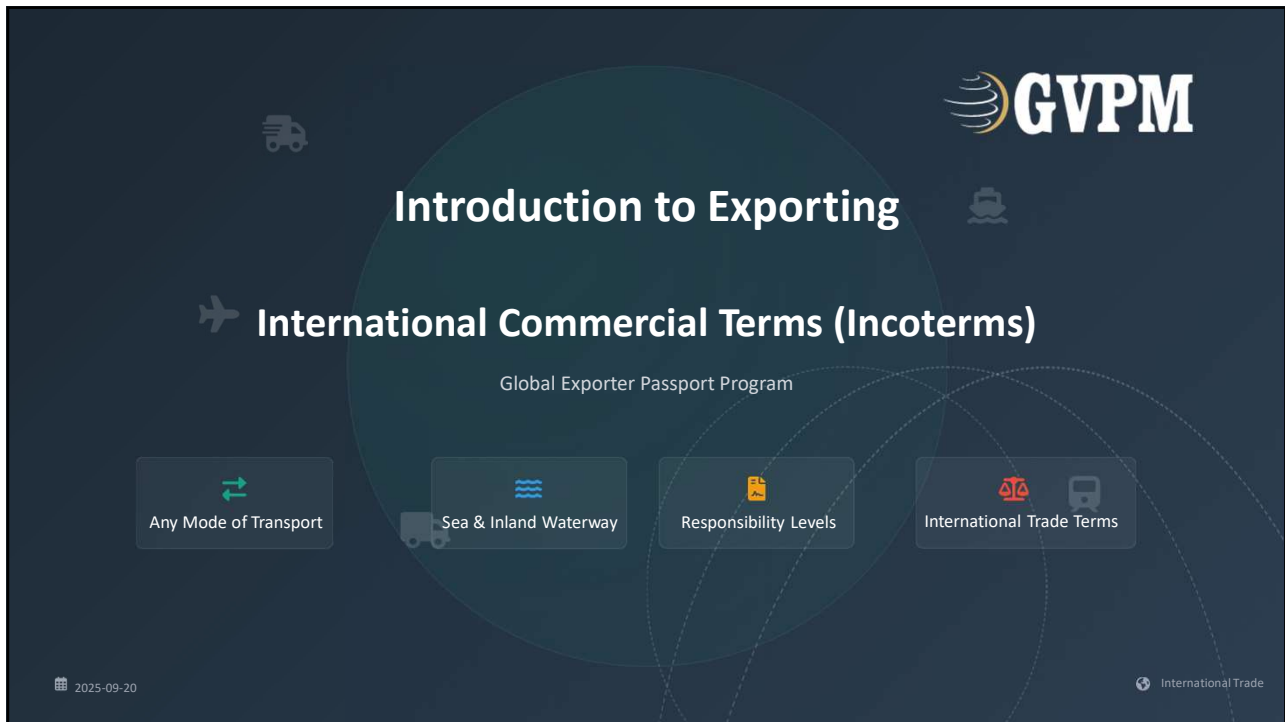 GVPM
Introduction to Exporting
International Commercial Terms (Incoterms)
Global Exporter Passport Program
Any Mode of Transport
Sea & Inland Waterway
Responsibility Levels
International Trade Terms
2025-09-20
International Trade